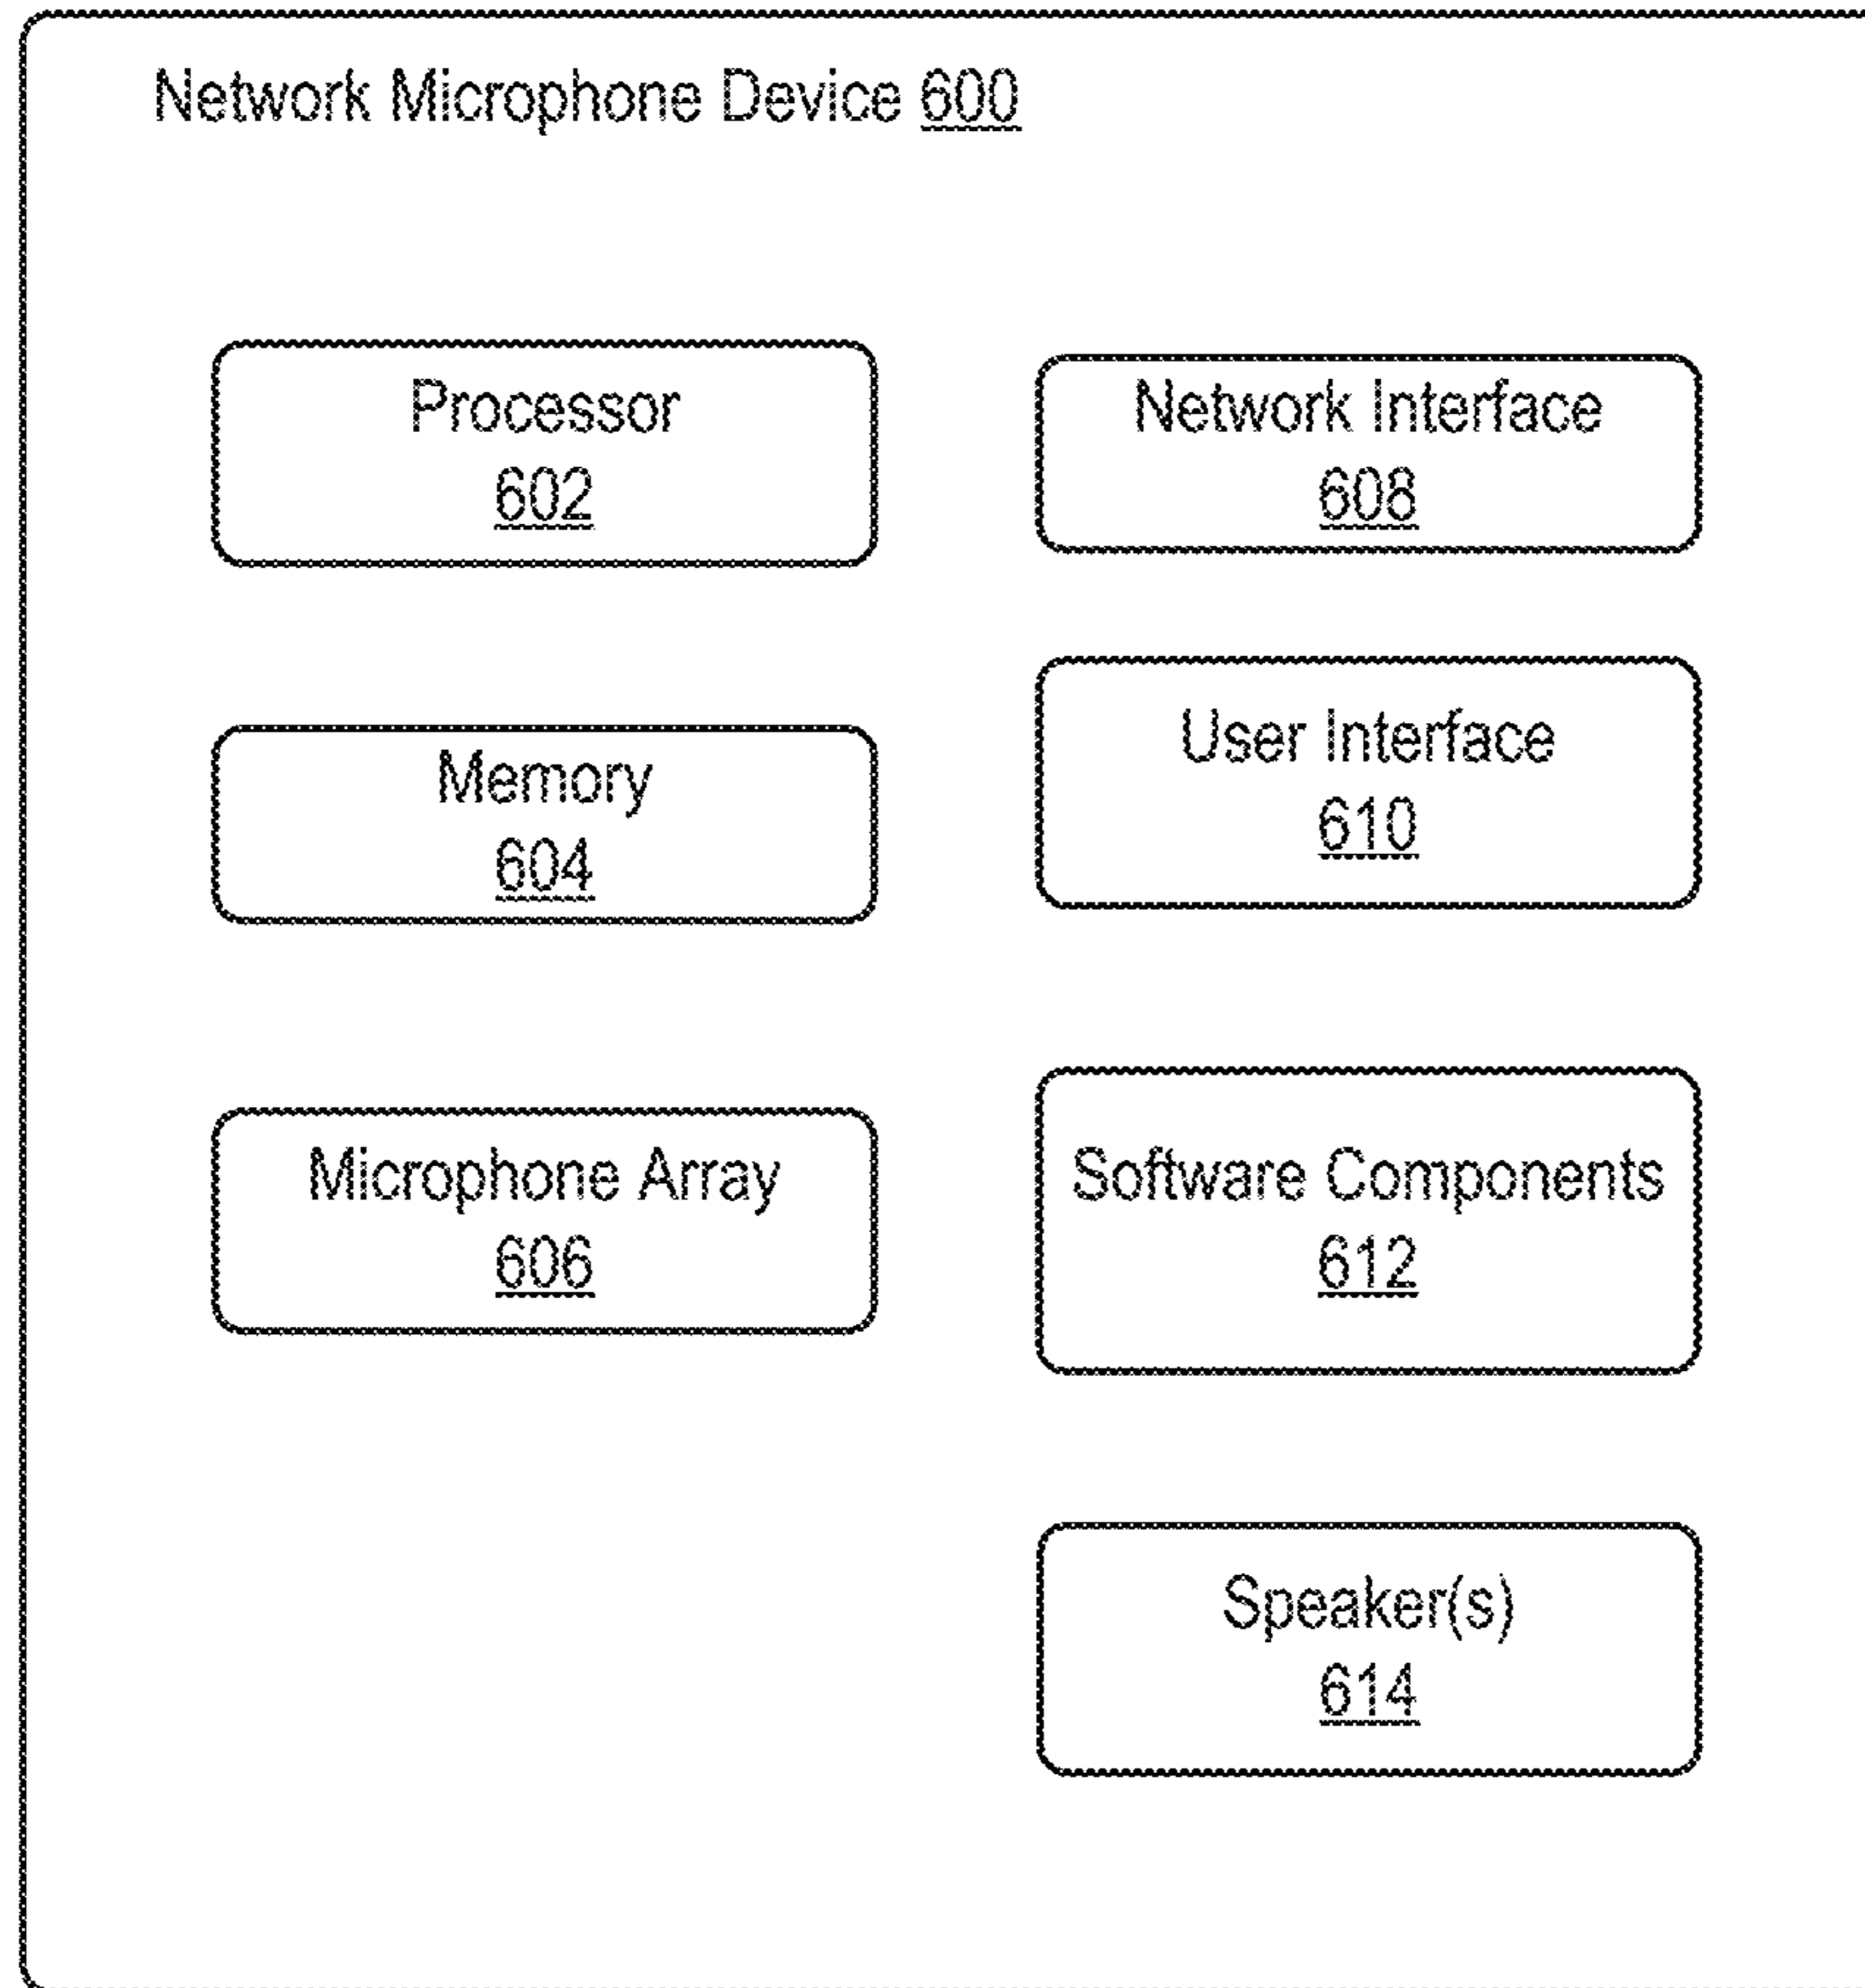 Network Microphone Device 600
Processor
602
Network Interface
608
Memory
604
User Interface
610
Microphone Array
606
Software Components
612
Speaker(s)
614